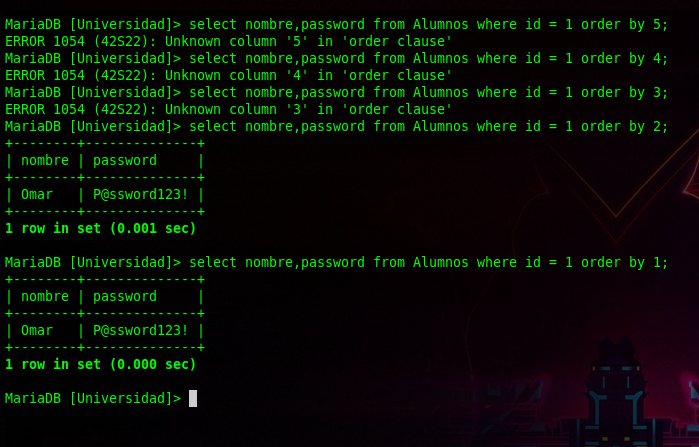 MariaDB [Universidad]> select nombre,password from Alumnos where id = 1 order by 5;
ERROR 1054 (42S22): Unknown column '5' in 'order clause'
MariaDB [Universidad]> select nombre,password from Alumnos where id = 1 order by 4;
ERROR 1054 (42S22): Unknown column '4' in 'order clause'
MariaDB [Universidad]> select nombre,password from Alumnos where id = 1 order by 3;
ERROR 1054 (42S22): Unknown column '3' in 'order clause'
MariaDB [Universidad]> select nombre,password from Alumnos where id = 1 order by 2;
+--------+--------------+
| nombre | password     |
+--------+--------------+
| Omar   | P@ssword123! |
+--------+--------------+
1 row in set (0.001 sec)

MariaDB [Universidad]> select nombre,password from Alumnos where id = 1 order by 1;
+--------+--------------+
| nombre | password     |
+--------+--------------+
| Omar   | P@ssword123! |
+--------+--------------+
1 row in set (0.000 sec)

MariaDB [Universidad]>